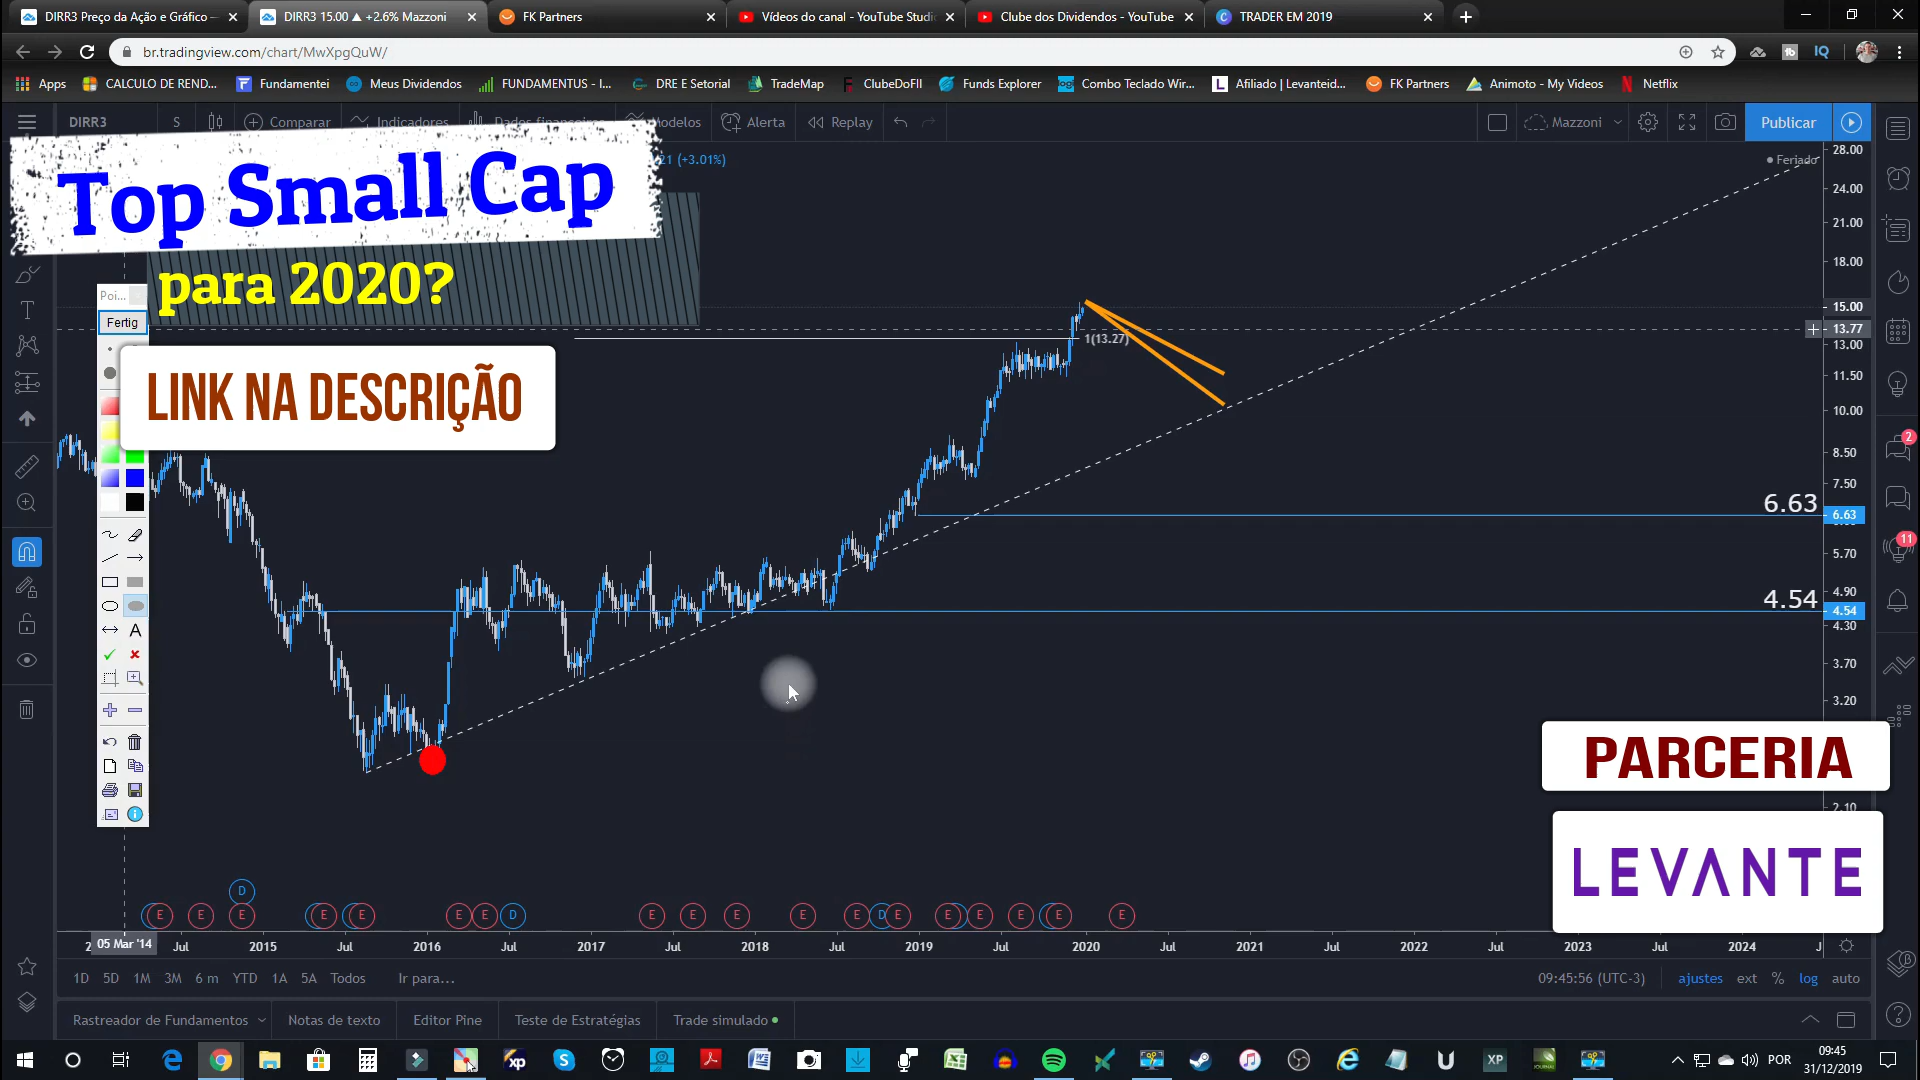 DIRR3 Preço da Ação e Gráfico
DIRR3 15.00 ▲ +2.6% Mazzoni
FK Partners
Vídeos do canal - YouTube Studi
Clube dos Dividendos - YouTube
TRADER EM 2019
br.tradingview.com/chart/MwXpgQuW/
Apps
CALCULO DE REND...
Fundamentei
Meus Dividendos
FUNDAMENTUS - I...
DRE E Setorial
TradeMap
ClubeDoFII
Funds Explorer
Combo Teclado Wir...
Afiliado | Levanteid...
FK Partners
Animoto - My Videos
Netflix
DIRR3
S
Comparar
Indicadores
Dados financeiros
Modelos
Alerta
Replay
Mazzoni
Publicar
21 (+3.01%)
Feriado
Top Small Cap
para 2020?
Poi...
Fertig
LINK NA DESCRIÇÃO
1(13.27)
28.00
24.00
21.00
18.00
15.00
13.77
13.00
11.50
10.00
8.50
7.50
6.63
6.63
5.70
4.90
4.54
4.54
4.30
3.70
3.20
2.10
2
11
A
PARCERIA
LEVANTE
D
E E E E E E E D E E E E E D E E E E E E
05 Mar '14
Jul
2015
Jul
2016
Jul
2017
Jul
2018
Jul
2019
Jul
2020
Jul
2021
Jul
2022
Jul
2023
Jul
2024
J
1D 5D 1M 3M 6 m YTD 1A 5A Todos
Ir para...
09:45:56 (UTC-3)
ajustes ext % log auto
Rastreador de Fundamentos
Notas de texto
Editor Pine
Teste de Estratégias
Trade simulado
POR
09:45
31/12/2019